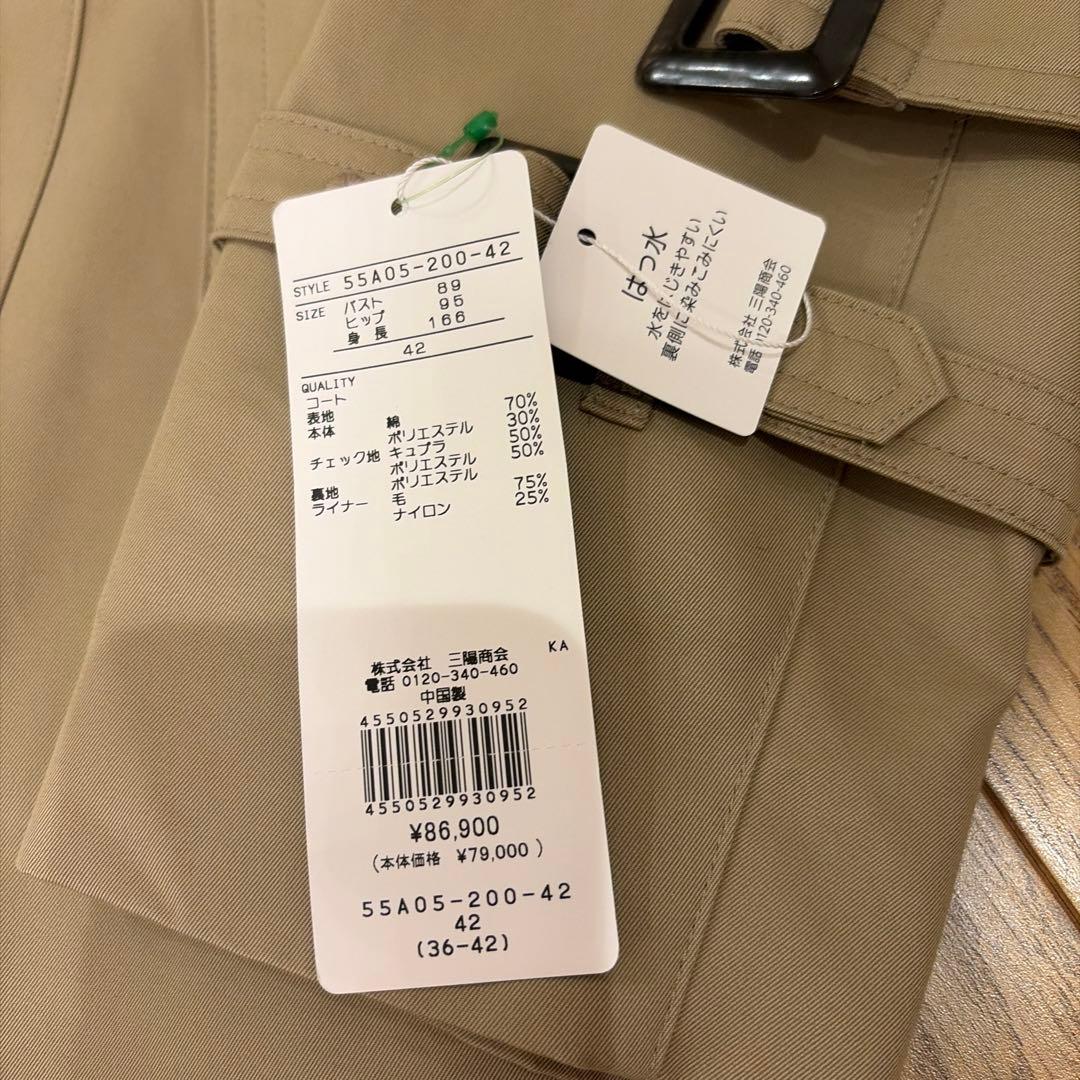 STYLE 55A05-200-42
SIZE バスト 89
ヒップ 95
身長 166
42
QUALITY
コート
表地
本体 綿 70%
ポリエステル 30%
チェック地 キュプラ 50%
ポリエステル 50%
裏地 ポリエステル
ライナー 毛 75%
ナイロン 25%
KA
株式会社 三陽商会
電話 0120-340-460
中国製
4550529930952
4550529930952
¥86,900
(本体価格 ¥79,000)
55A05-200-42
42
(36-42)
はっ水
水をはじきやすい
裏側に染みこみにくい
株式会社 三陽商会
電話 0120-340-460